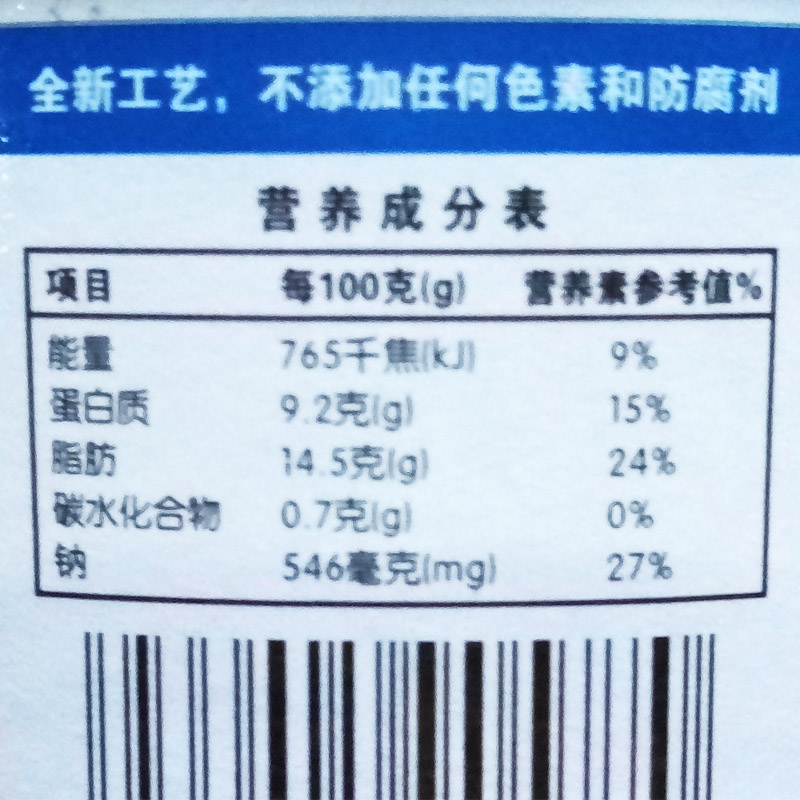 全新工艺，不添加任何色素和防腐剂
营养成分表
项目 每100克(g) 营养素参考值%
能量 765千焦(kJ) 9%
蛋白质 9.2克(g) 15%
脂肪 14.5克(g) 24%
碳水化合物 0.7克(g) 0%
钠 546毫克(mg) 27%